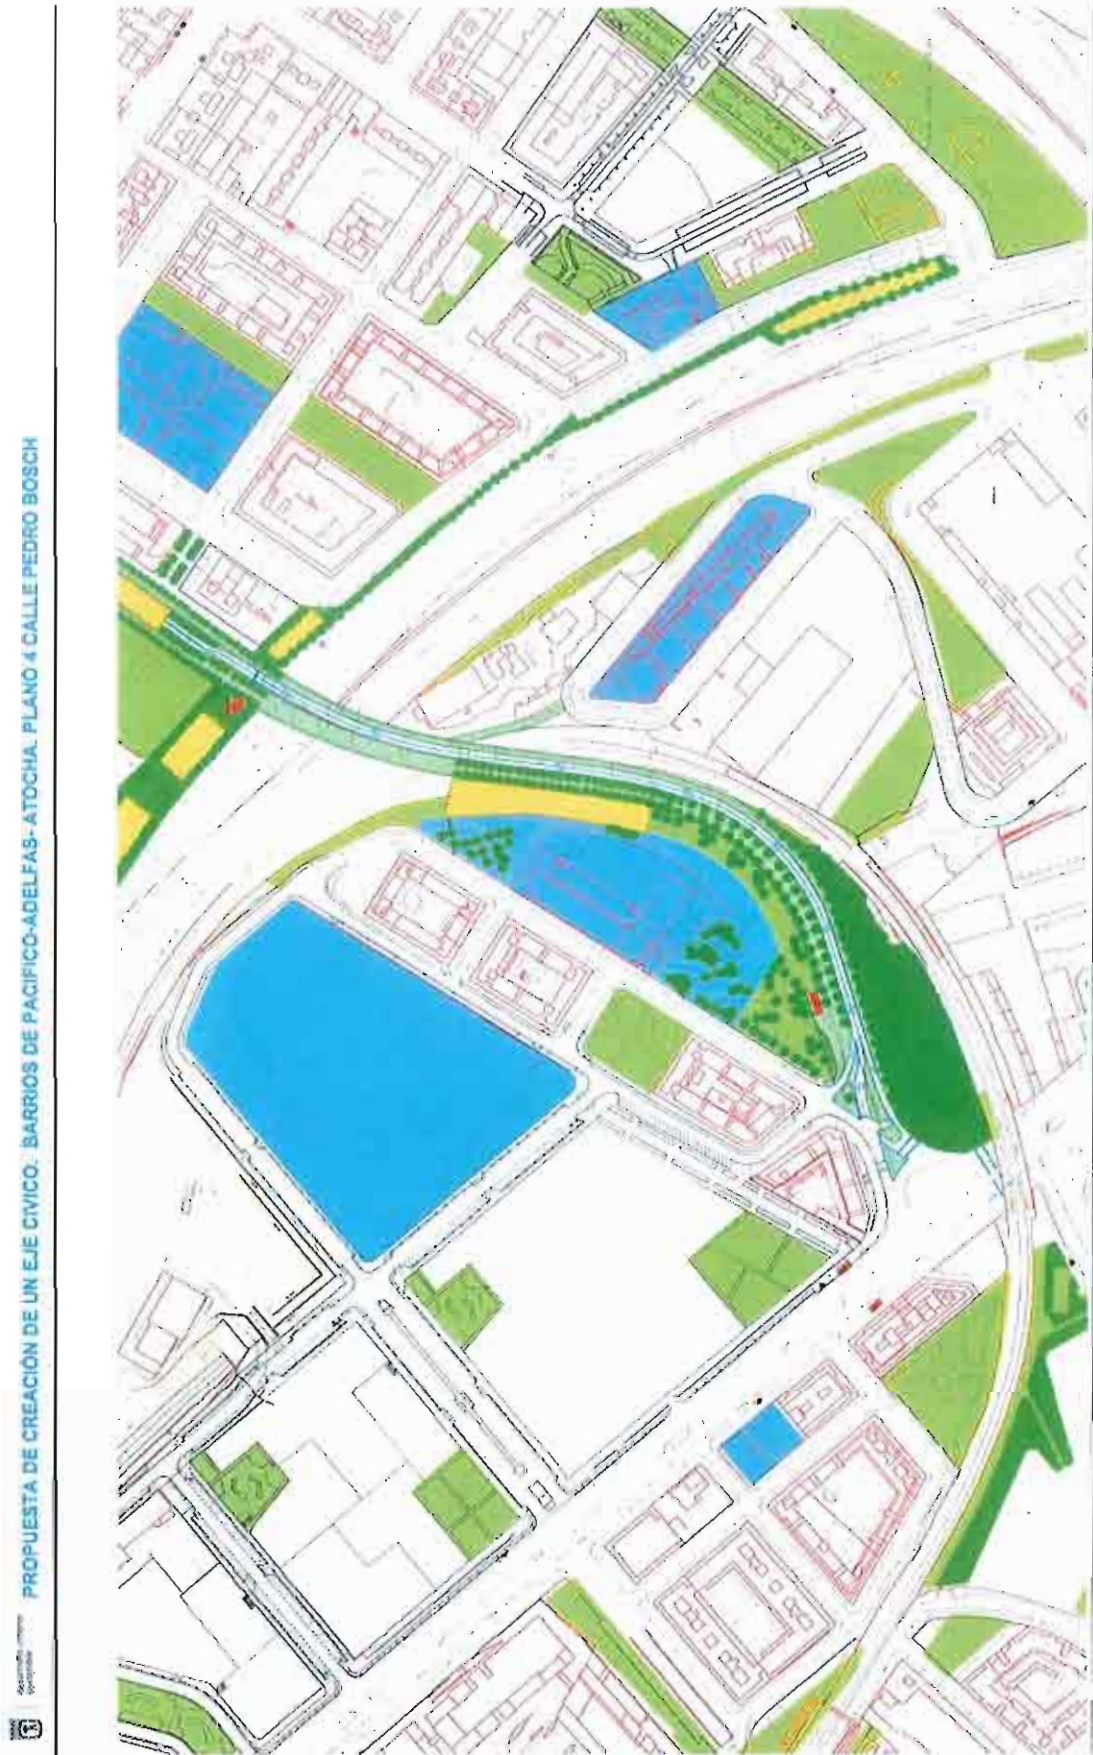 PROPUESTA DE CREACIÓN DE UN EJE CIVICO. BARRIOS DE PACIFICO-ADELFAS-ATOCHA. PLANO 4 CALLE PEDRO BOSCH